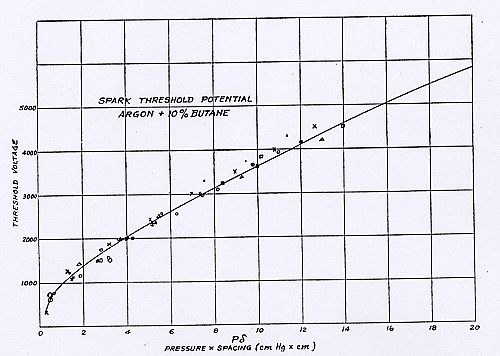 SPARK THRESHOLD POTENTIAL
ARGON + 10% BUTANE
THRESHOLD VOLTAGE
5000
4000
3000
2000
1000
0 2 4 6 8 10 12 14 16 18 20
Pδ
PRESSURE × SPACING (cm Hg × cm)